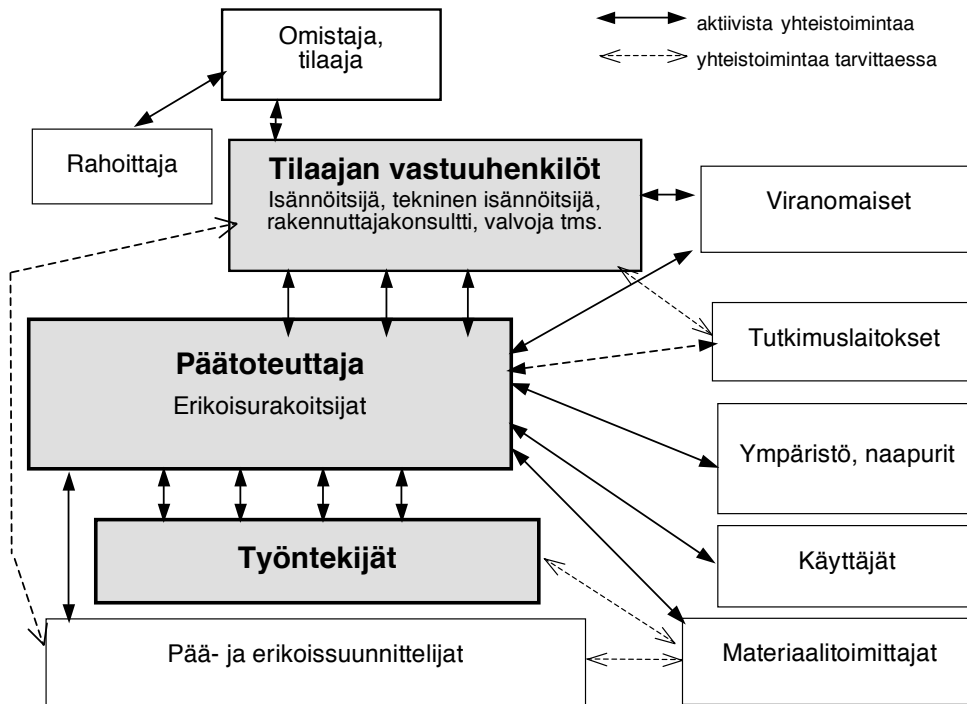 Omistaja,
tilaaja
aktiivista yhteistoimintaa
yhteistoimintaa tarvittaessa
Rahoittaja
Tilaajan vastuuhenkilöt
Isännöitsijä, tekninen isännöitsijä,
rakennuttajakonsultti, valvoja tms.
Viranomaiset
Tutkimuslaitokset
Päätoteuttaja
Erikoisurakoitsijat
Ympäristö, naapurit
Työntekijät
Käyttäjät
Pää- ja erikoissuunnittelijat
Materiaalitoimittajat